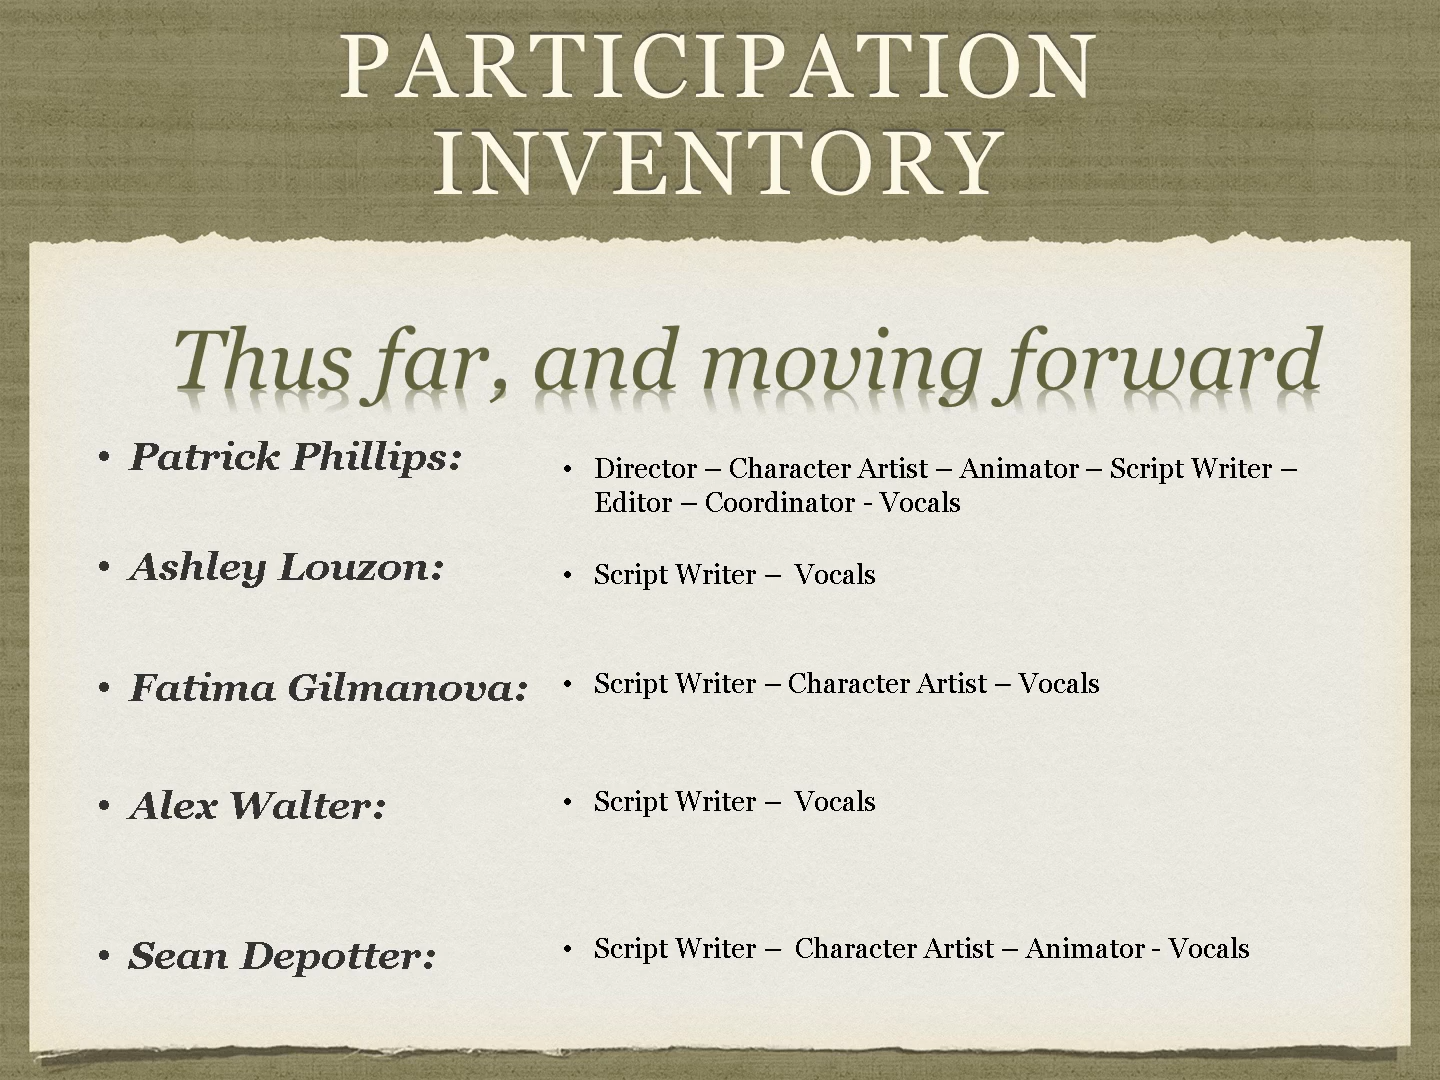 PARTICIPATION
INVENTORY
Thus far, and moving forward
• Patrick Phillips:
• Director – Character Artist – Animator – Script Writer –
Editor – Coordinator - Vocals
• Ashley Louzon:
• Script Writer –  Vocals
• Fatima Gilmanova:
• Script Writer – Character Artist – Vocals
• Alex Walter:
• Script Writer –  Vocals
• Sean Depotter:
• Script Writer –  Character Artist – Animator - Vocals